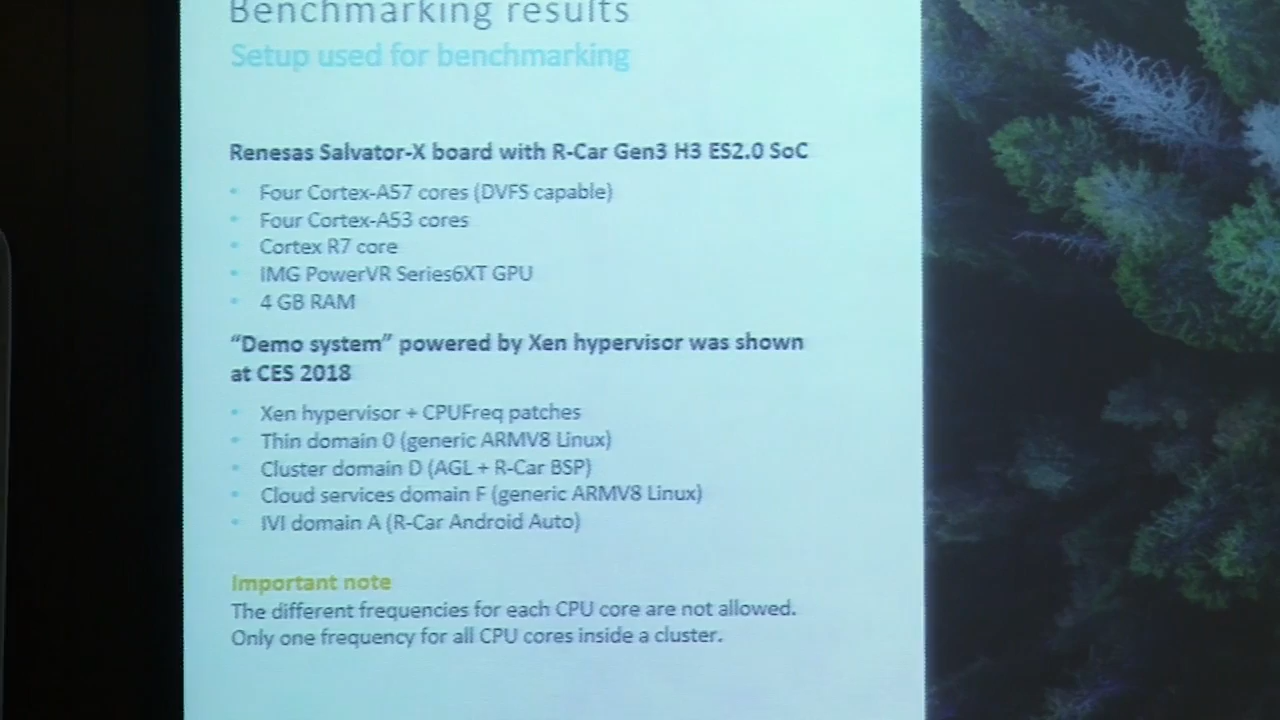 Benchmarking results
Setup used for benchmarking
Renesas Salvator-X board with R-Car Gen3 H3 ES2.0 SoC
Four Cortex-A57 cores (DVFS capable)
Four Cortex-A53 cores
Cortex R7 core
IMG PowerVR Series6XT GPU
4 GB RAM
“Demo system” powered by Xen hypervisor was shown
at CES 2018
Xen hypervisor + CPUFreq patches
Thin domain 0 (generic ARMV8 Linux)
Cluster domain D (AGL + R-Car BSP)
Cloud services domain F (generic ARMV8 Linux)
IVI domain A (R-Car Android Auto)
Important note
The different frequencies for each CPU core are not allowed.
Only one frequency for all CPU cores inside a cluster.